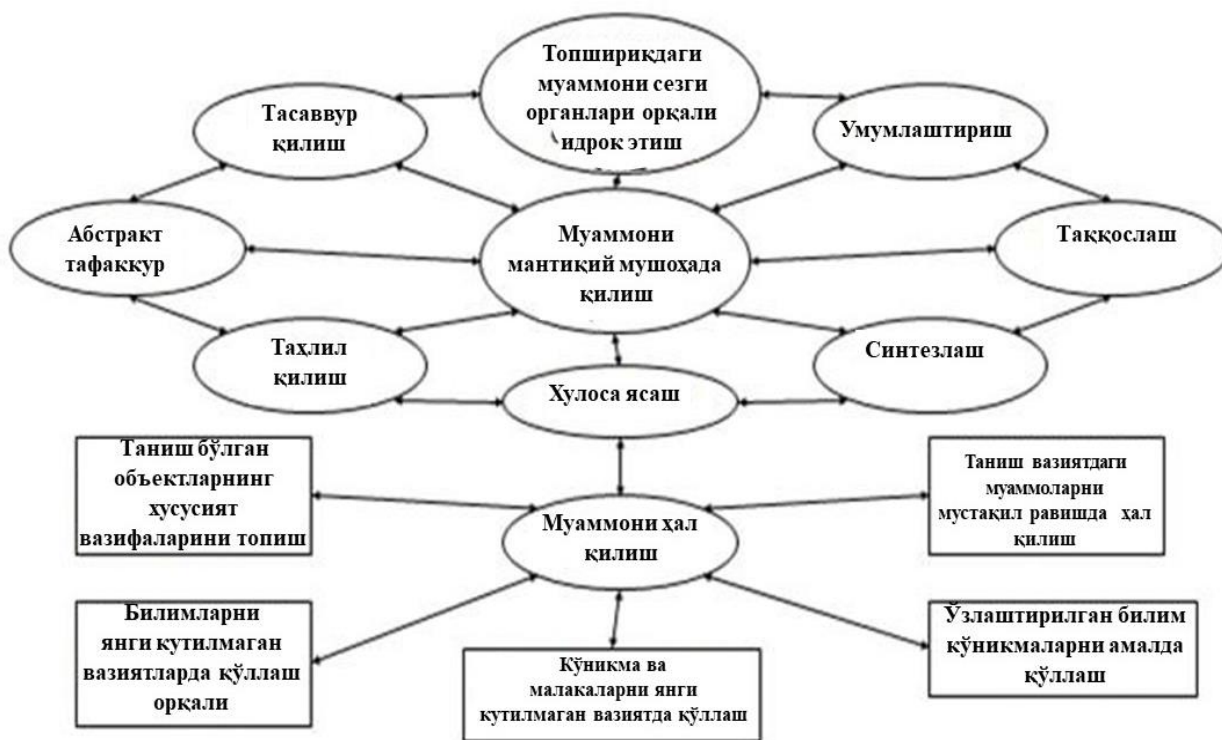 Топшириқдаги
муаммони сезги
органлари орқали
идрок этиш
Тасаввур
қилиш
Умумлаштириш
Абстракт
тафаккур
Муаммони
мантиқий мушоҳада
қилиш
Таққослаш
Таҳлил
қилиш
Синтезлаш
Хулоса ясаш
Таниш бўлган
объектларнинг
хусусият
вазифаларини топиш
Таниш вазиятдаги
муаммоларни
мустақил равишда ҳал
қилиш
Муаммони ҳал
қилиш
Билимларни
янги кутилмаган
вазиятларда қўллаш
орқали
Кўникма ва
малакаларни янги
кутилмаган вазиятда қўллаш
Ўзлаштирилган билим
кўникмаларни амалда
қўллаш